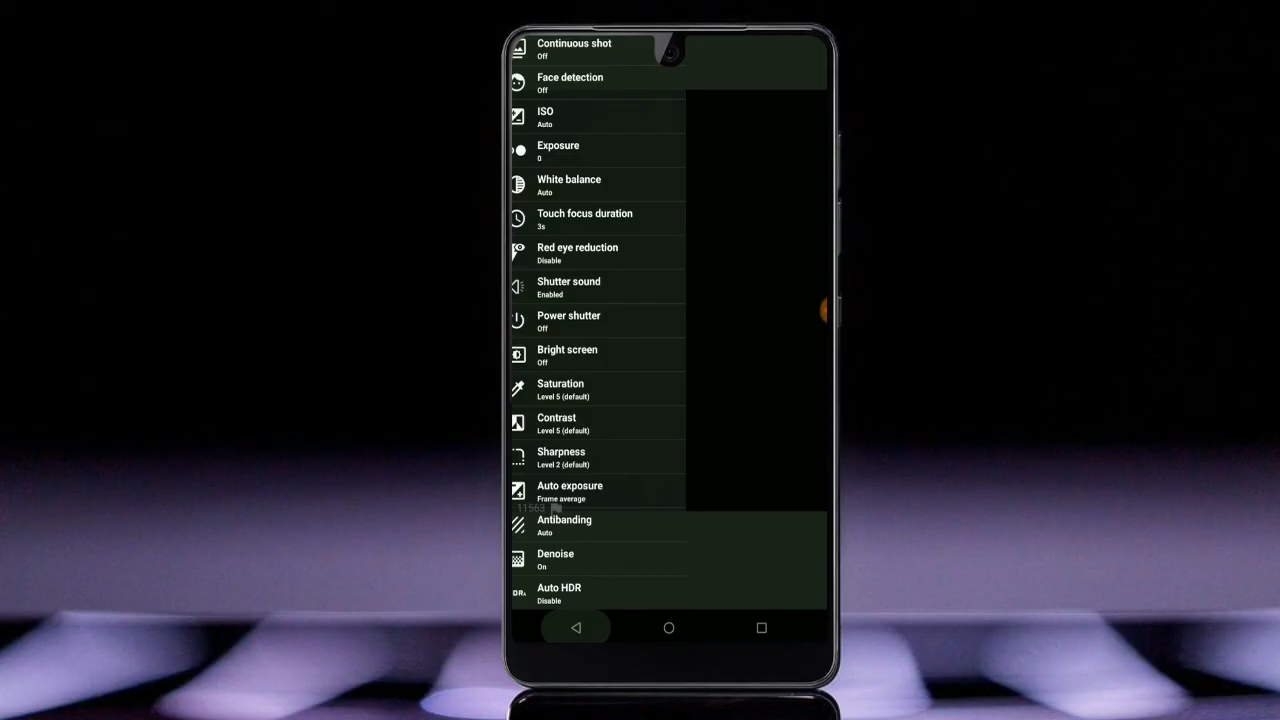 Continuous shot
Off
Face detection
Off
ISO
Auto
Exposure
0
White balance
Auto
Touch focus duration
3s
Red eye reduction
Disable
Shutter sound
Enabled
Power shutter
Off
Bright screen
Off
Saturation
Level 5 (default)
Contrast
Level 5 (default)
Sharpness
Level 2 (default)
Auto exposure
Frame average
11563
Antibanding
Auto
Denoise
On
Auto HDR
Disable